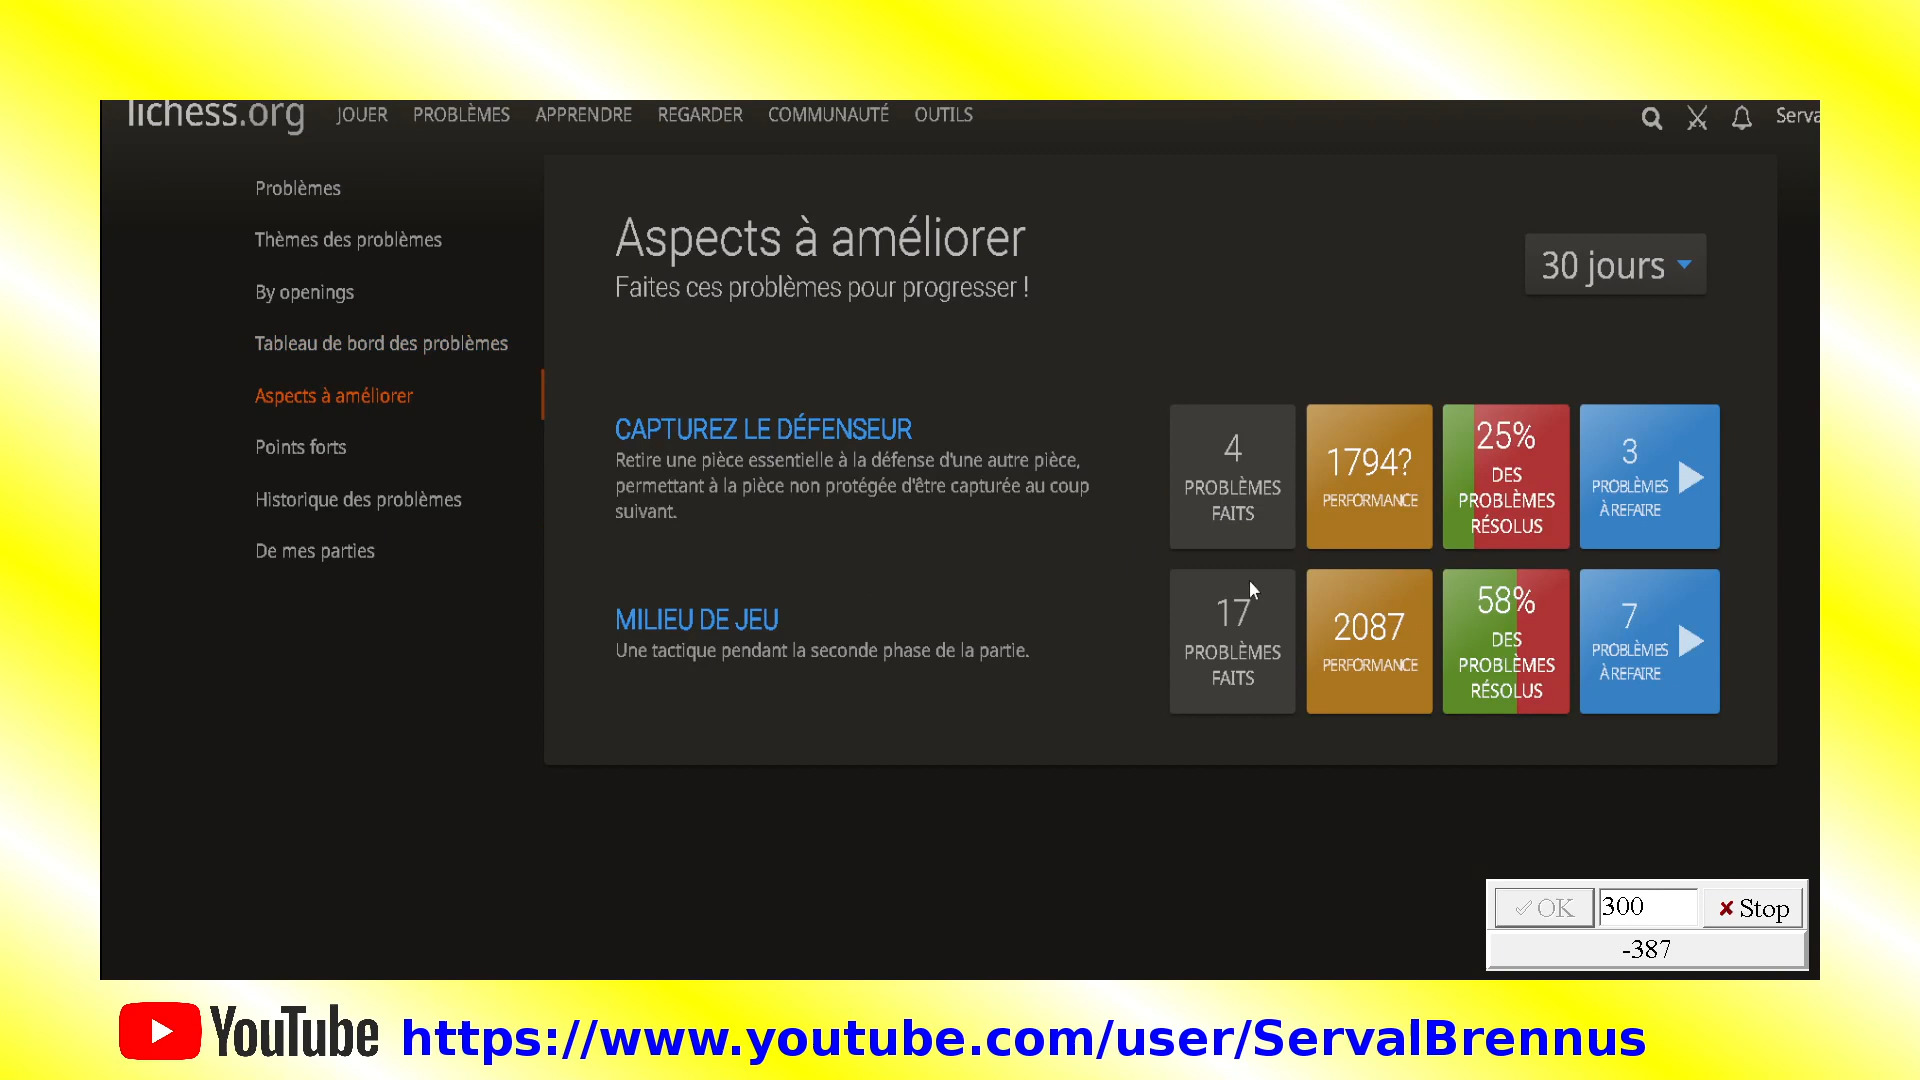 lichess.org JOUER PROBLÈMES APPRENDRE REGARDER COMMUNAUTÉ OUTILS Serva
Problèmes
Thèmes des problèmes
By openings
Tableau de bord des problèmes
Aspects à améliorer
Points forts
Historique des problèmes
De mes parties
Aspects à améliorer
Faites ces problèmes pour progresser !
30 jours
CAPTUREZ LE DÉFENSEUR
Retire une pièce essentielle à la défense d'une autre pièce,
permettant à la pièce non protégée d'être capturée au coup
suivant.
4
PROBLÈMES
FAITS
1794?
PERFORMANCE
25%
DES
PROBLÈMES
RÉSOLUS
3
PROBLÈMES
À REFAIRE
MILIEU DE JEU
Une tactique pendant la seconde phase de la partie.
17
PROBLÈMES
FAITS
2087
PERFORMANCE
58%
DES
PROBLÈMES
RÉSOLUS
7
PROBLÈMES
À REFAIRE
OK 300 Stop
-387
YouTube https://www.youtube.com/user/ServalBrennus